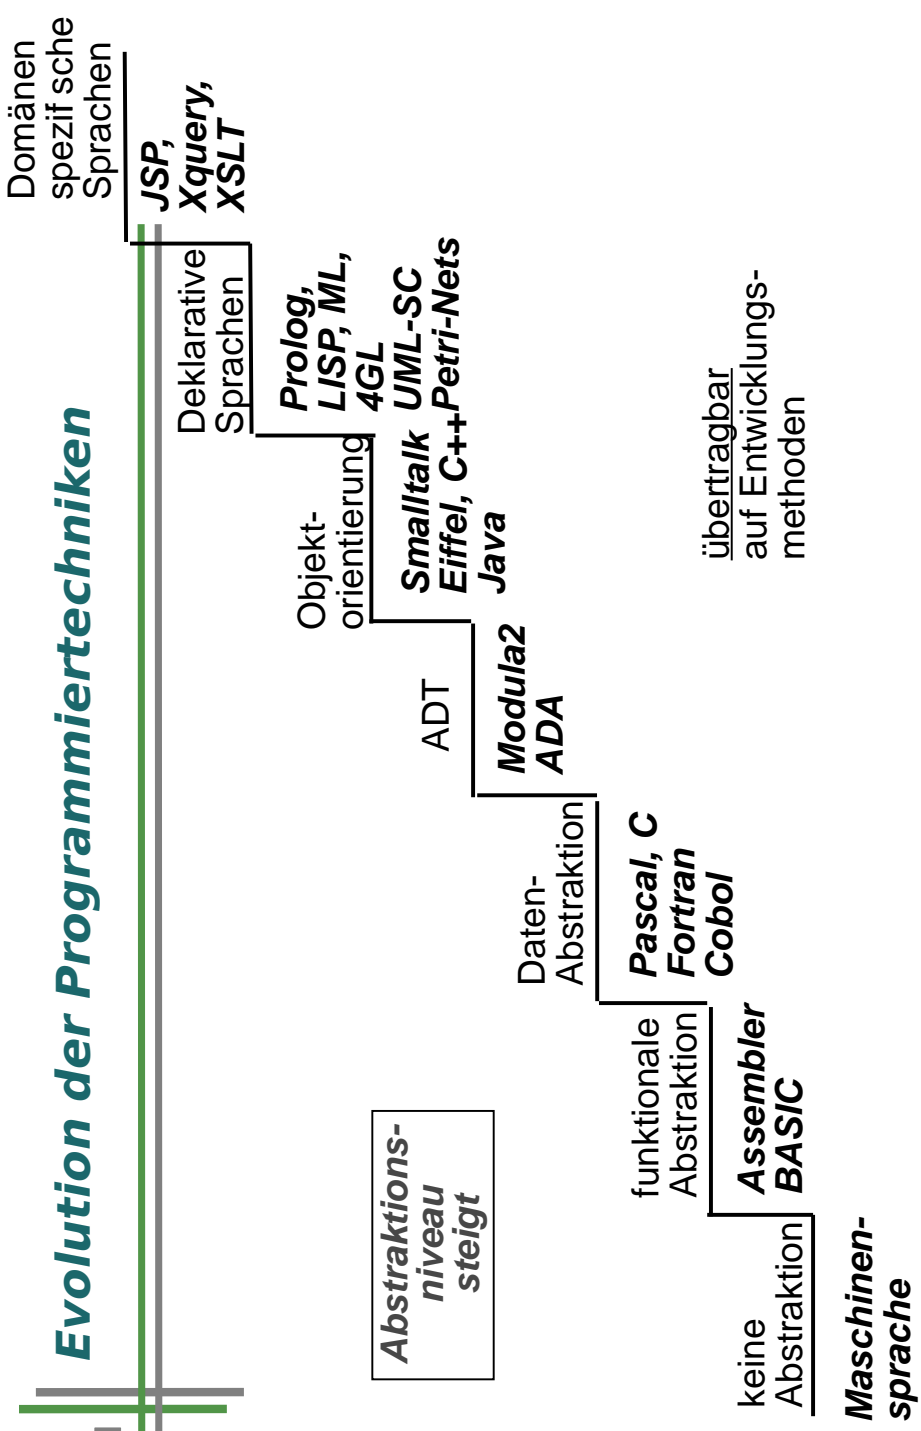 Evolution der Programmiertechniken
Domänen
spezifische
Sprachen
JSP,
Xquery,
XSLT
Deklarative
Sprachen
Prolog,
LISP, ML,
4GL
UML-SC
Petri-Nets
Objekt-
orientierung
Smalltalk
Eiffel, C++
Java
ADT
Modula2
ADA
Daten-
Abstraktion
Pascal, C
Fortran
Cobol
funktionale
Abstraktion
Assembler
BASIC
keine
Abstraktion
Maschinen-
sprache
Abstraktions-
niveau
steigt
übertragbar
auf Entwicklungs-
methoden